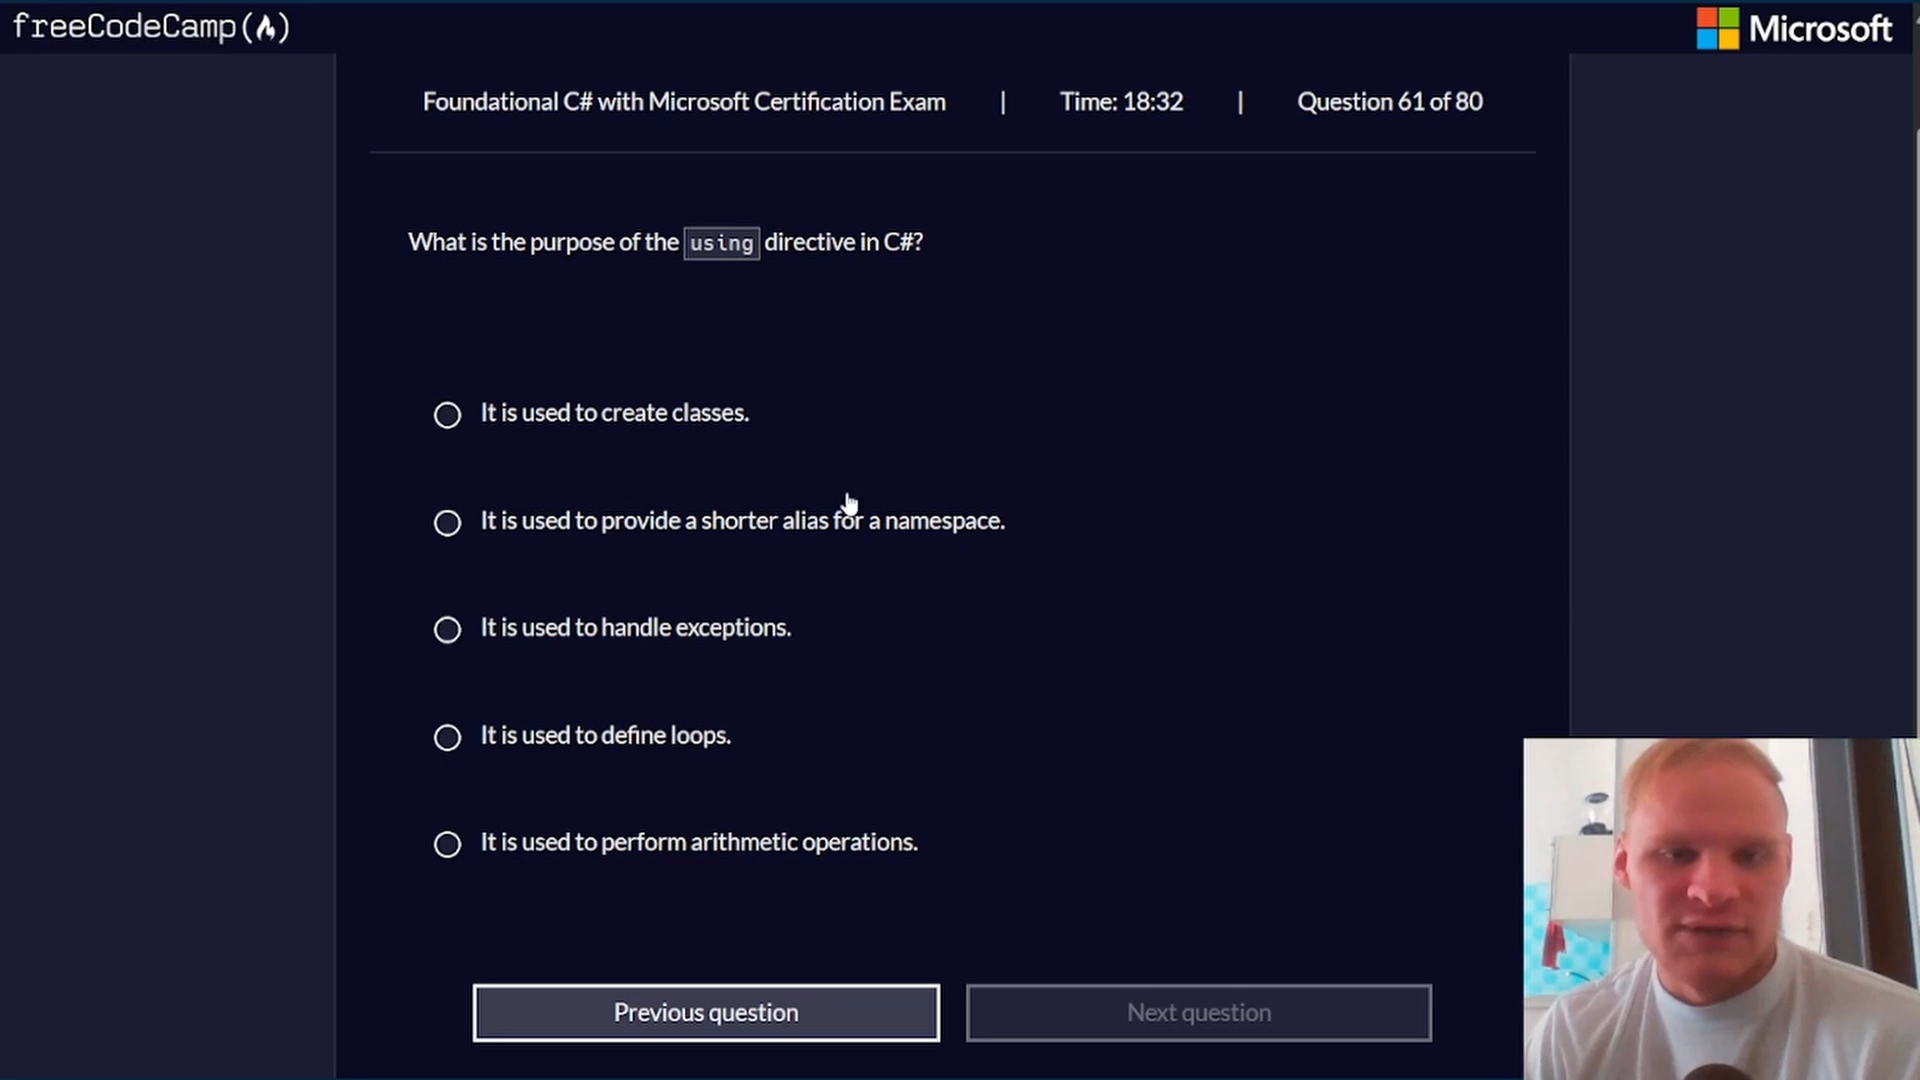 freeCodeCamp
Microsoft
Foundational C# with Microsoft Certification Exam | Time: 18:32 | Question 61 of 80
What is the purpose of the using directive in C#?
It is used to create classes.
It is used to provide a shorter alias for a namespace.
It is used to handle exceptions.
It is used to define loops.
It is used to perform arithmetic operations.
Previous question
Next question